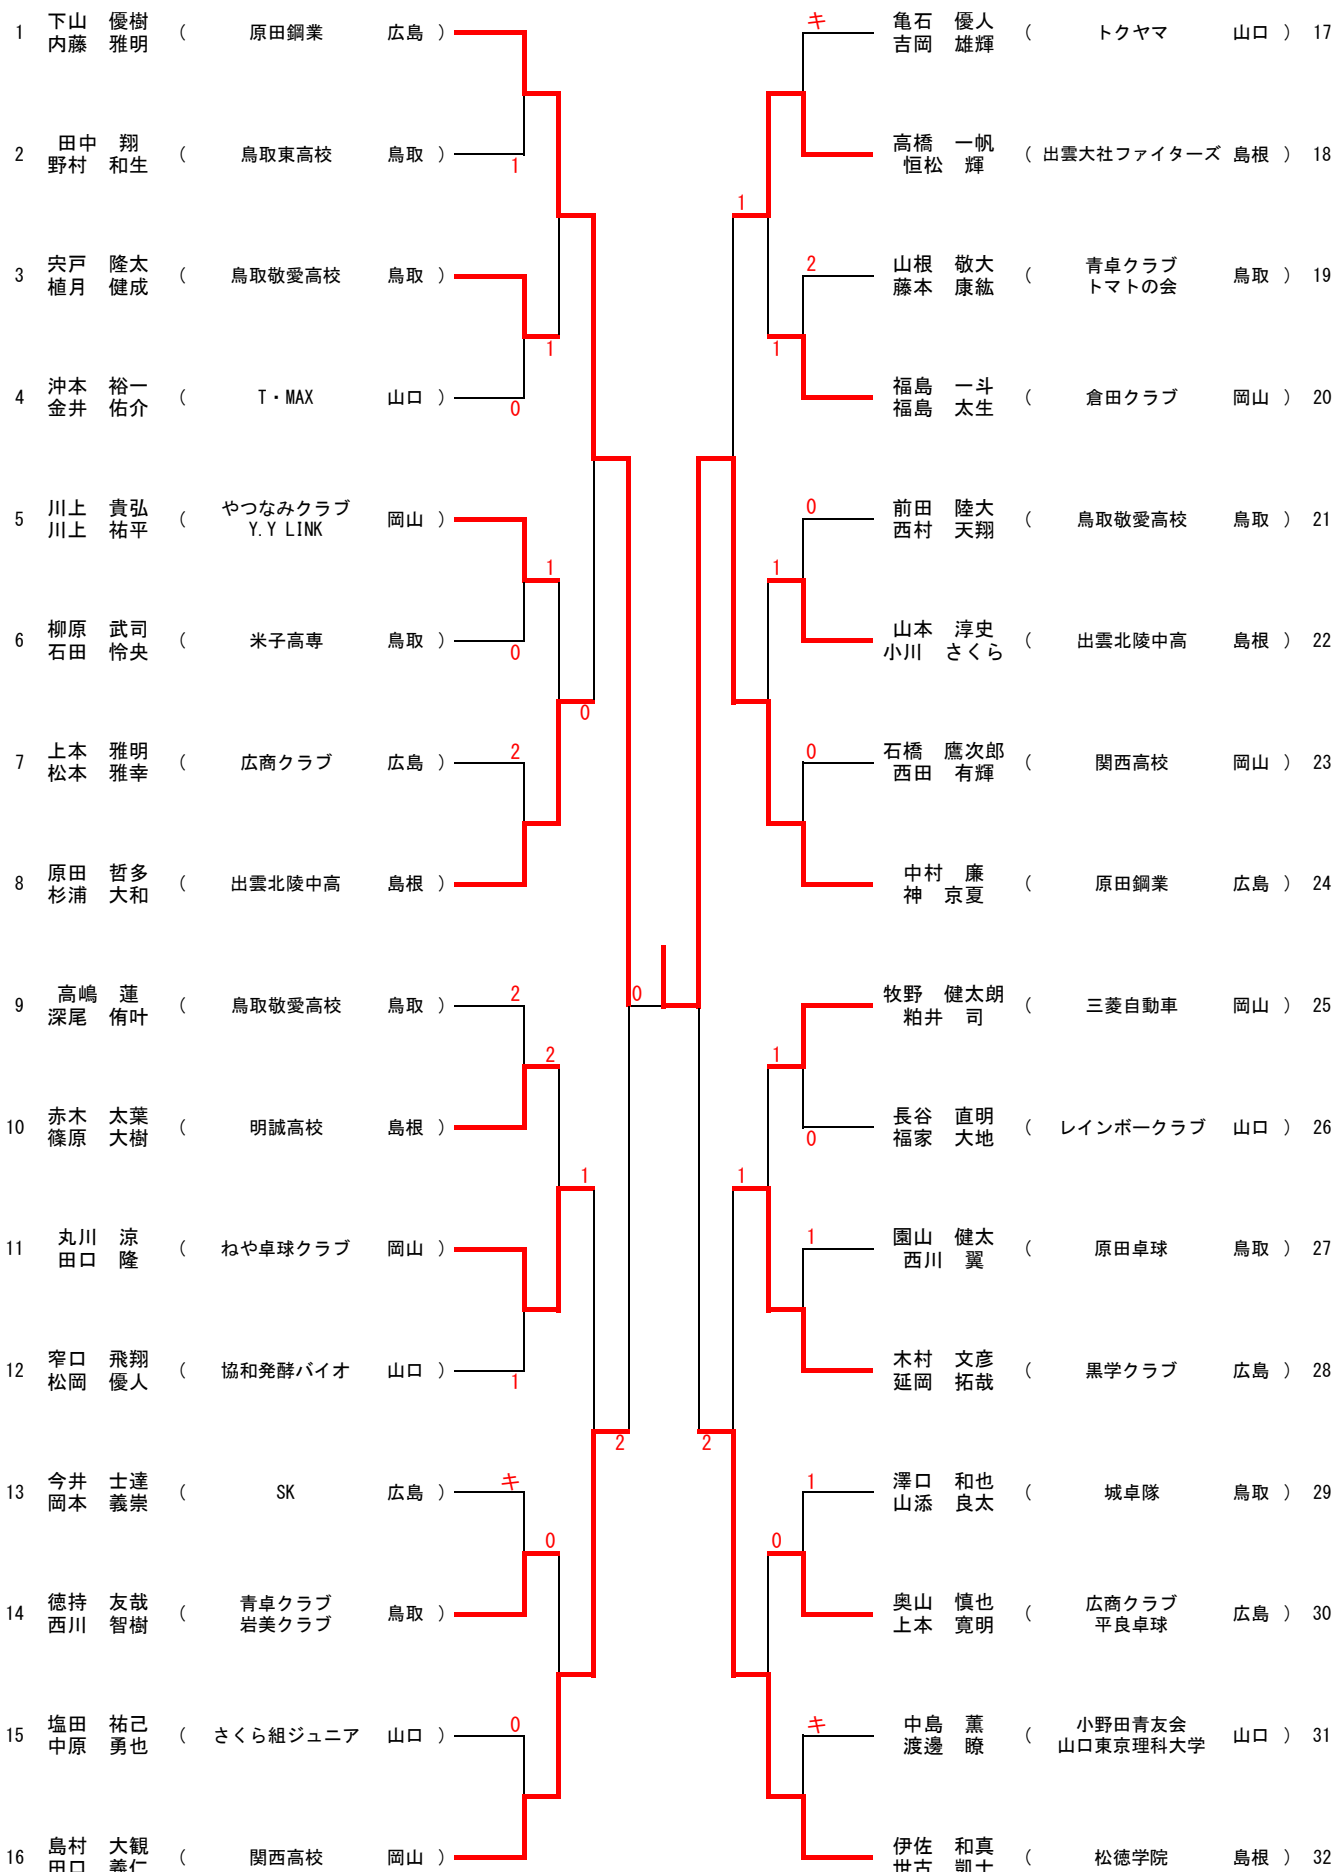 1 下山 優樹 内藤 雅明 ( 原田鋼業 広島 )
2 田中 翔 野村 和生 ( 鳥取東高校 鳥取 ) 1
3 宍戸 隆太 植月 健成 ( 鳥取敬愛高校 鳥取 )
1
4 沖本 裕一 金井 佑介 ( T・MAX 山口 ) 0
5 川上 貴弘 川上 祐平 ( やつなみクラブ Y.Y LINK 岡山 )
1
6 柳原 武司 石田 怜央 ( 米子高専 鳥取 ) 0
0
7 上本 雅明 松本 雅幸 ( 広商クラブ 広島 ) 2
8 原田 哲多 杉浦 大和 ( 出雲北陵中高 島根 )
9 高嶋 蓮 深尾 侑叶 ( 鳥取敬愛高校 鳥取 ) 2
0
2
10 赤木 太葉 篠原 大樹 ( 明誠高校 島根 )
1
11 丸川 涼 田口 隆 ( ねや卓球クラブ 岡山 )
12 窄口 飛翔 松岡 優人 ( 協和発酵バイオ 山口 ) 1
2
13 今井 士達 岡本 義崇 ( SK 広島 ) キ
0
14 徳持 友哉 西川 智樹 ( 青卓クラブ 岩美クラブ 鳥取 )
15 塩田 祐己 中原 勇也 ( さくら組ジュニア 山口 ) 0
16 島村 大観 田口 義仁 ( 関西高校 岡山 )
キ 亀石 優人 吉岡 雄輝 ( トクヤマ 山口 ) 17
高橋 一帆 恒松 輝 ( 出雲大社ファイターズ 島根 ) 18
1
2 山根 敬大 藤本 康紘 ( 青卓クラブ トマトの会 鳥取 ) 19
1
福島 一斗 福島 太生 ( 倉田クラブ 岡山 ) 20
0 前田 陸大 西村 天翔 ( 鳥取敬愛高校 鳥取 ) 21
1
山本 淳史 小川 さくら ( 出雲北陵中高 島根 ) 22
0 石橋 鷹次郎 西田 有輝 ( 関西高校 岡山 ) 23
中村 廉 神 京夏 ( 原田鋼業 広島 ) 24
牧野 健太朗 粕井 司 ( 三菱自動車 岡山 ) 25
1
0 長谷 直明 福家 大地 ( レインボークラブ 山口 ) 26
1
1 園山 健太 西川 翼 ( 原田卓球 鳥取 ) 27
木村 文彦 延岡 拓哉 ( 黒学クラブ 広島 ) 28
2
1 澤口 和也 山添 良太 ( 城卓隊 鳥取 ) 29
0
奥山 慎也 上本 寛明 ( 広商クラブ 平良卓球 広島 ) 30
キ 中島 薫 渡邊 瞭 ( 小野田青友会 山口東京理科大学 山口 ) 31
伊佐 和真 世古 凱士 ( 松徳学院 島根 ) 32